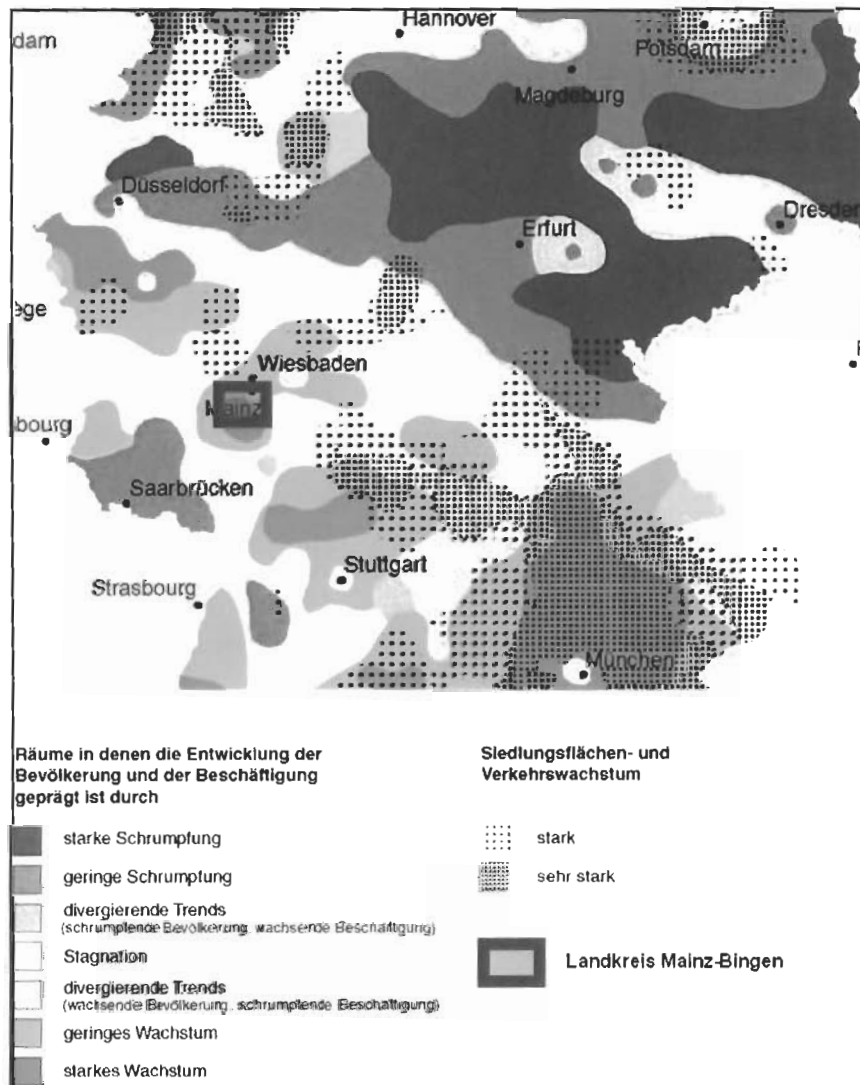 Hannover
dam
Potsdam
Magdeburg
Düsseldorf
Dresden
Erfurt
ege
Wiesbaden
Mainz
bourg
Saarbrücken
Stuttgart
Strasbourg
München
Räume in denen die Entwicklung der
Bevölkerung und der Beschäftigung
geprägt ist durch
starke Schrumpfung
geringe Schrumpfung
divergierende Trends
(schrumpfende Bevölkerung, wachsende Beschäftigung)
Stagnation
divergierende Trends
(wachsende Bevölkerung, schrumpfende Beschäftigung)
geringes Wachstum
starkes Wachstum
Siedlungsflächen- und
Verkehrswachstum
stark
sehr stark
Landkreis Mainz-Bingen